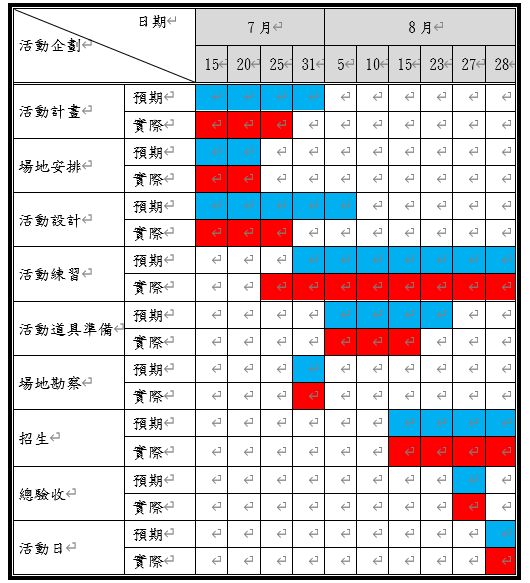 日期
活動企劃
7 月
8 月
15 20 25 31 5 10 15 23 27 28
活動計畫
預期
實際
場地安排
預期
實際
活動設計
預期
實際
活動練習
預期
實際
活動道具準備
預期
實際
場地勘察
預期
實際
招生
預期
實際
總驗收
預期
實際
活動日
預期
實際